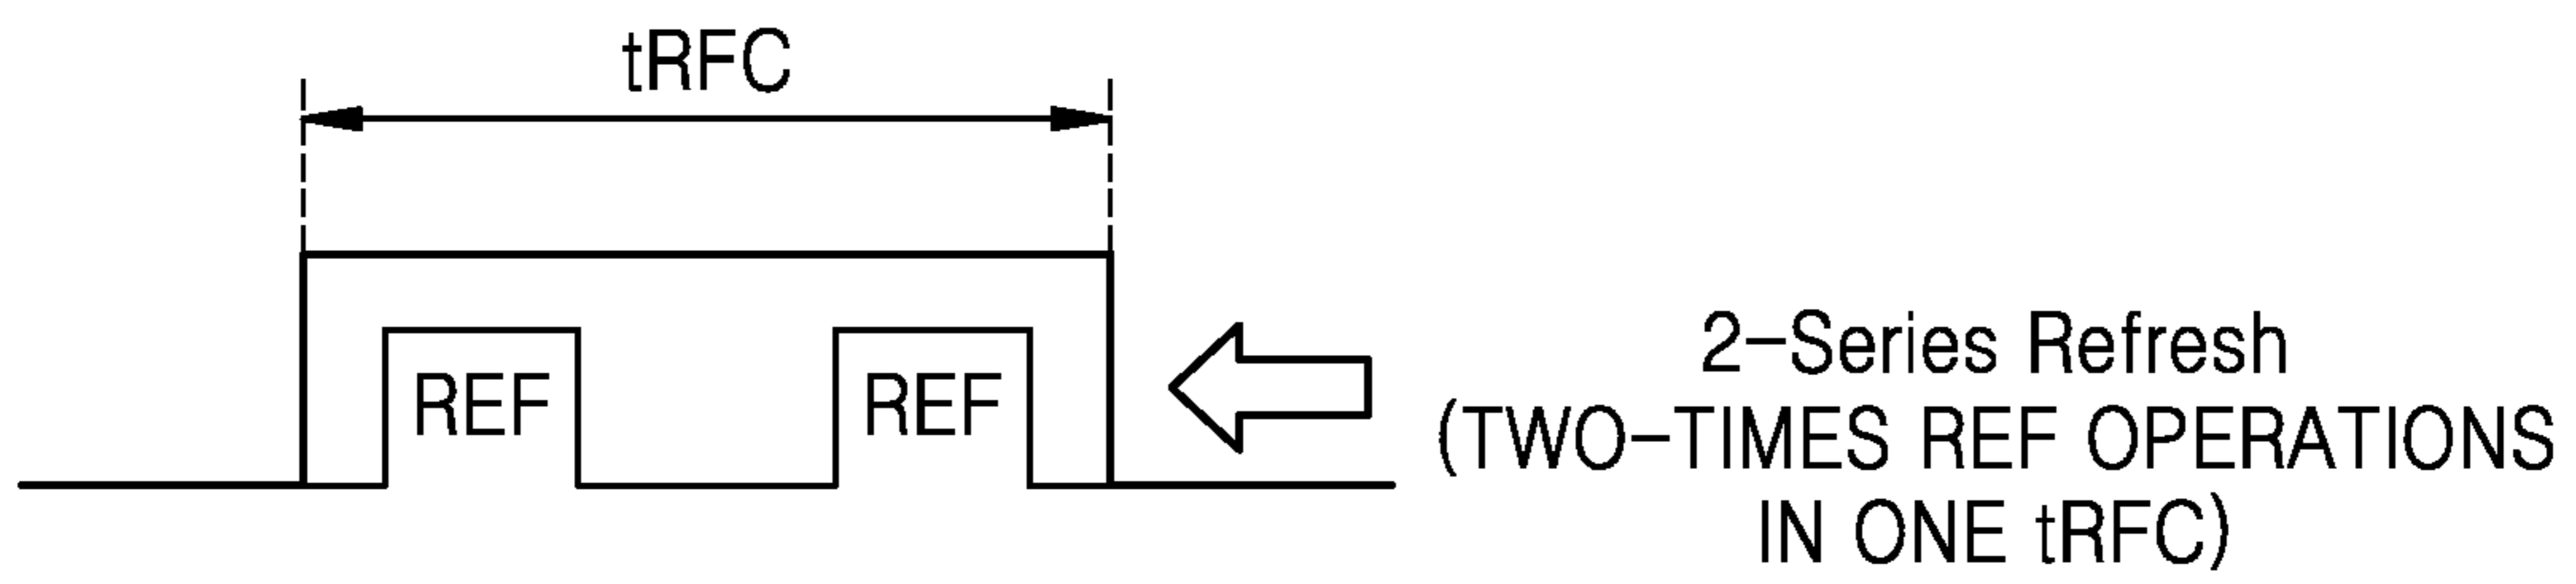 tRFC
REF
REF
2-Series Refresh
(TWO-TIMES REF OPERATIONS
IN ONE tRFC)